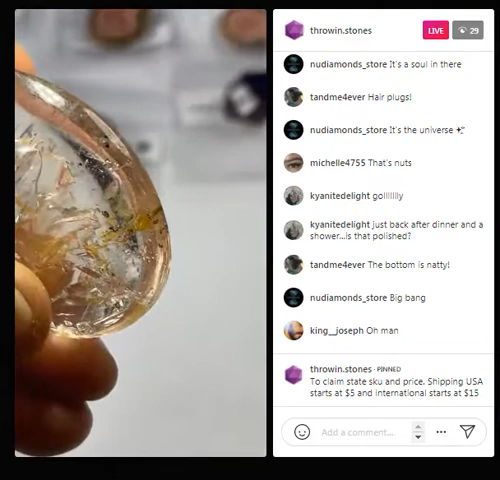 throwin.stones LIVE 29
nudiamonds_store It's a soul in there
tandme4ever Hair plugs!
nudiamonds_store It's the universe ✨
michelle4755 That's nuts
kyanitedelight gollllllly
kyanitedelight just back after dinner and a
shower...is that polished?
tandme4ever The bottom is natty!
nudiamonds_store Big bang
king__joseph Oh man
throwin.stones · PINNED
To claim state sku and price. Shipping USA
starts at $5 and international starts at $15
Add a comment...